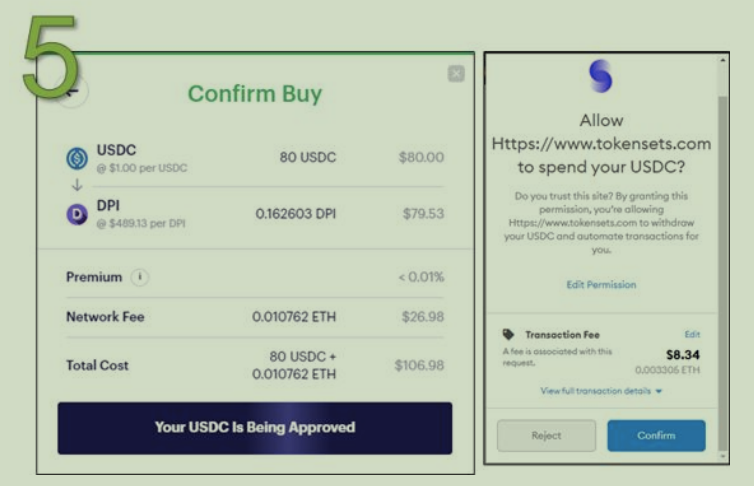 5
Confirm Buy
USDC 80 USDC $80.00
@ $1.00 per USDC
DPI 0.162603 DPI $79.53
@ $489.13 per DPI
Premium i < 0.01%
Network Fee 0.010762 ETH $26.98
Total Cost 80 USDC + $106.98
0.010762 ETH
Your USDC Is Being Approved
Allow
Https://www.tokensets.com
to spend your USDC?
Do you trust this site? By granting this
permission, you're allowing
Https://www.tokensets.com to withdraw
your USDC and automate transactions for
you.
Edit Permission
Transaction Fee Edit
A fee is associated with this $8.34
request. 0.003305 ETH
View full transaction details
Reject Confirm